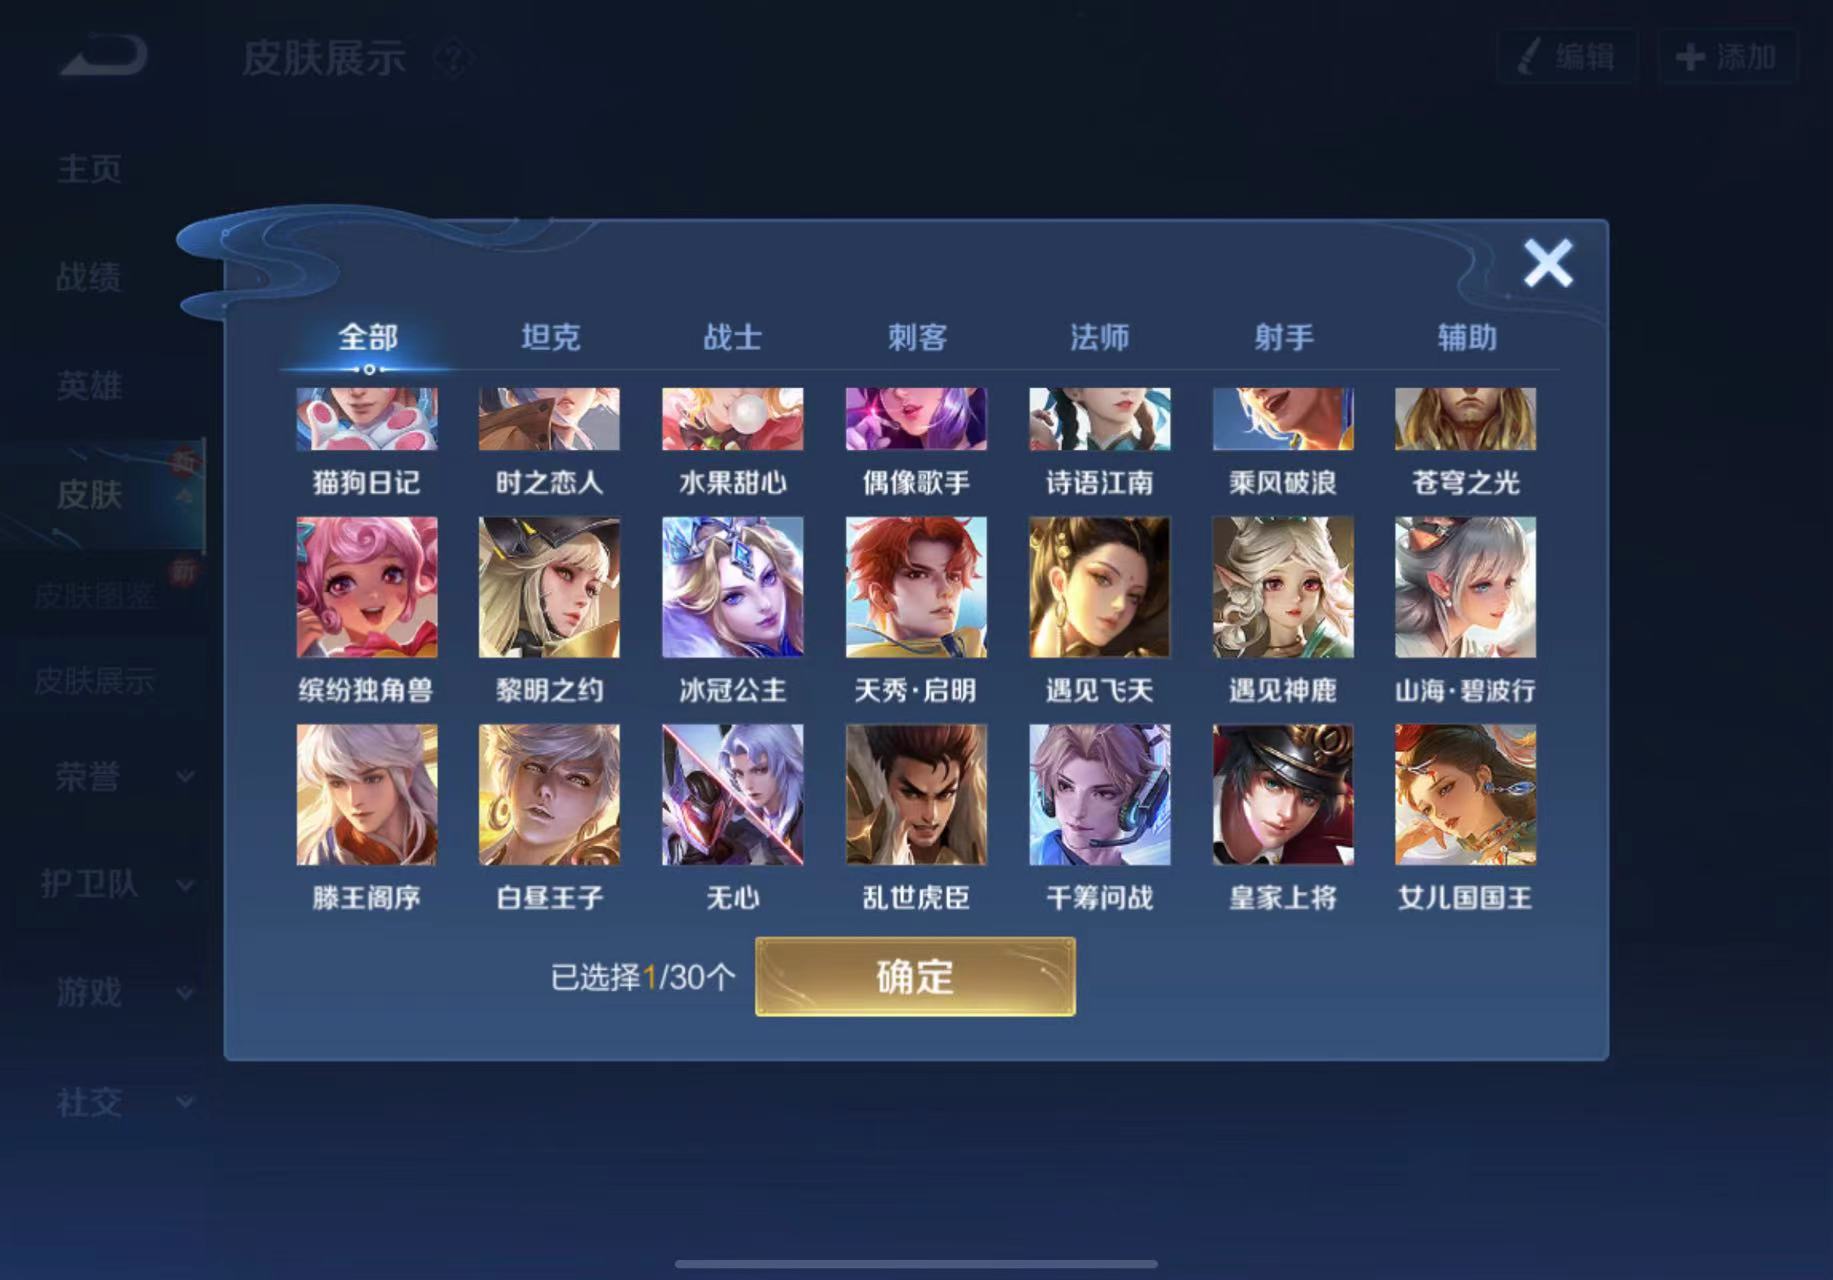 皮肤展示
编辑
添加
主页
战绩
英雄
新
皮肤
新
皮肤图鉴
皮肤展示
荣誉
护卫队
游戏
社交
全部 坦克 战士 刺客 法师 射手 辅助
猫狗日记 时之恋人 水果甜心 偶像歌手 诗语江南 乘风破浪 苍穹之光
缤纷独角兽 黎明之约 冰冠公主 天秀·启明 遇见飞天 遇见神鹿 山海·碧波行
滕王阁序 白昼王子 无心 乱世虎臣 千筹问战 皇家上将 女儿国国王
已选择1/30个
确定